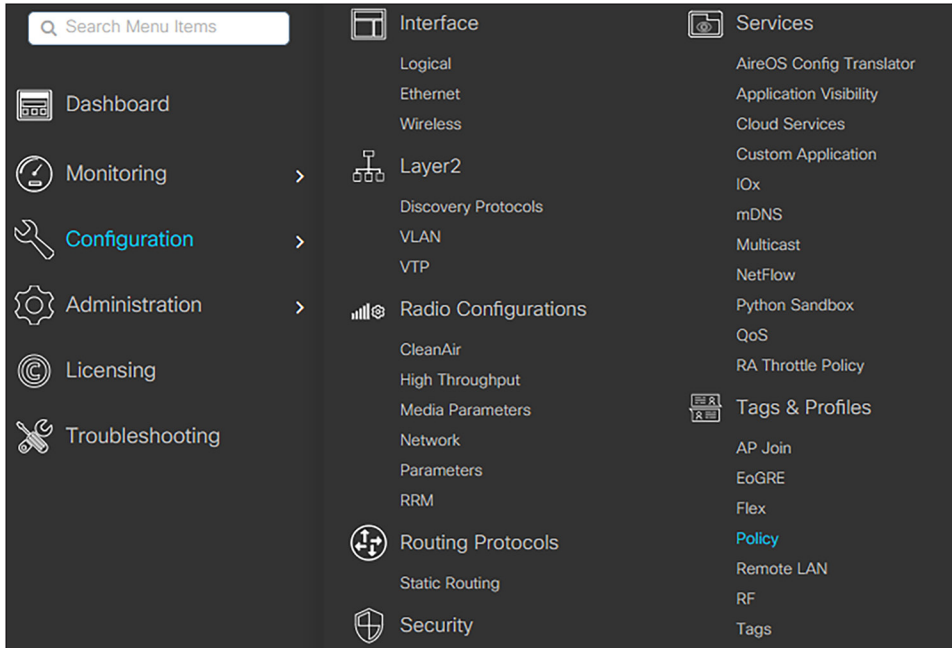 Search Menu Items
Dashboard
Monitoring
Configuration
Administration
Licensing
Troubleshooting
Interface
Logical
Ethernet
Wireless
Layer2
Discovery Protocols
VLAN
VTP
Radio Configurations
CleanAir
High Throughput
Media Parameters
Network
Parameters
RRM
Routing Protocols
Static Routing
Security
Services
AireOS Config Translator
Application Visibility
Cloud Services
Custom Application
IOx
mDNS
Multicast
NetFlow
Python Sandbox
QoS
RA Throttle Policy
Tags & Profiles
AP Join
EoGRE
Flex
Policy
Remote LAN
RF
Tags